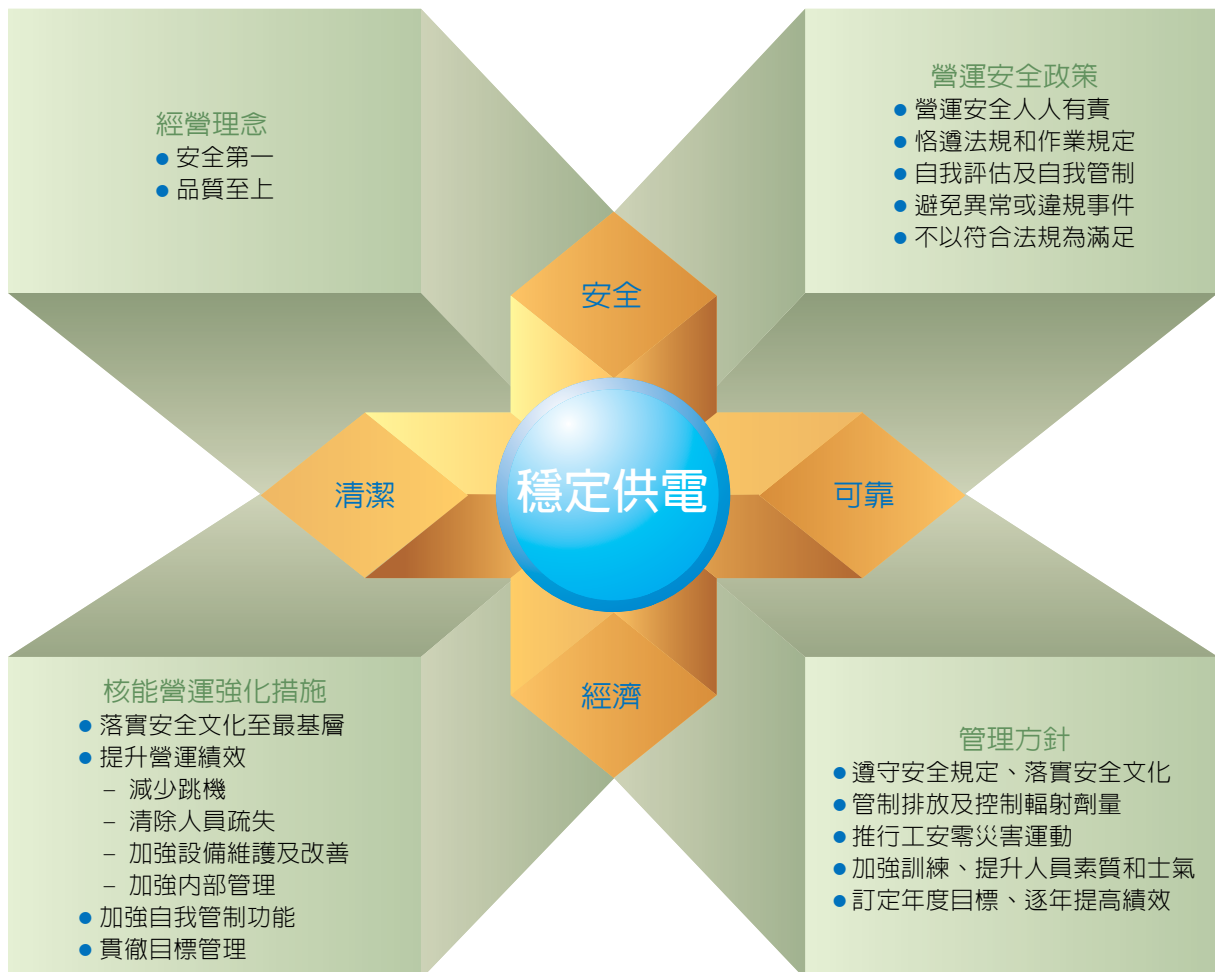 經營理念
● 安全第一
● 品質至上
營運安全政策
● 營運安全人人有責
● 恪遵法規和作業規定
● 自我評估及自我管制
● 避免異常或違規事件
● 不以符合法規為滿足
安全
清潔
穩定供電
可靠
經濟
核能營運強化措施
● 落實安全文化至最基層
● 提升營運績效
– 減少跳機
– 清除人員疏失
– 加強設備維護及改善
– 加強內部管理
● 加強自我管制功能
● 貫徹目標管理
管理方針
● 遵守安全規定、落實安全文化
● 管制排放及控制輻射劑量
● 推行工安零災害運動
● 加強訓練、提升人員素質和士氣
● 訂定年度目標、逐年提高績效